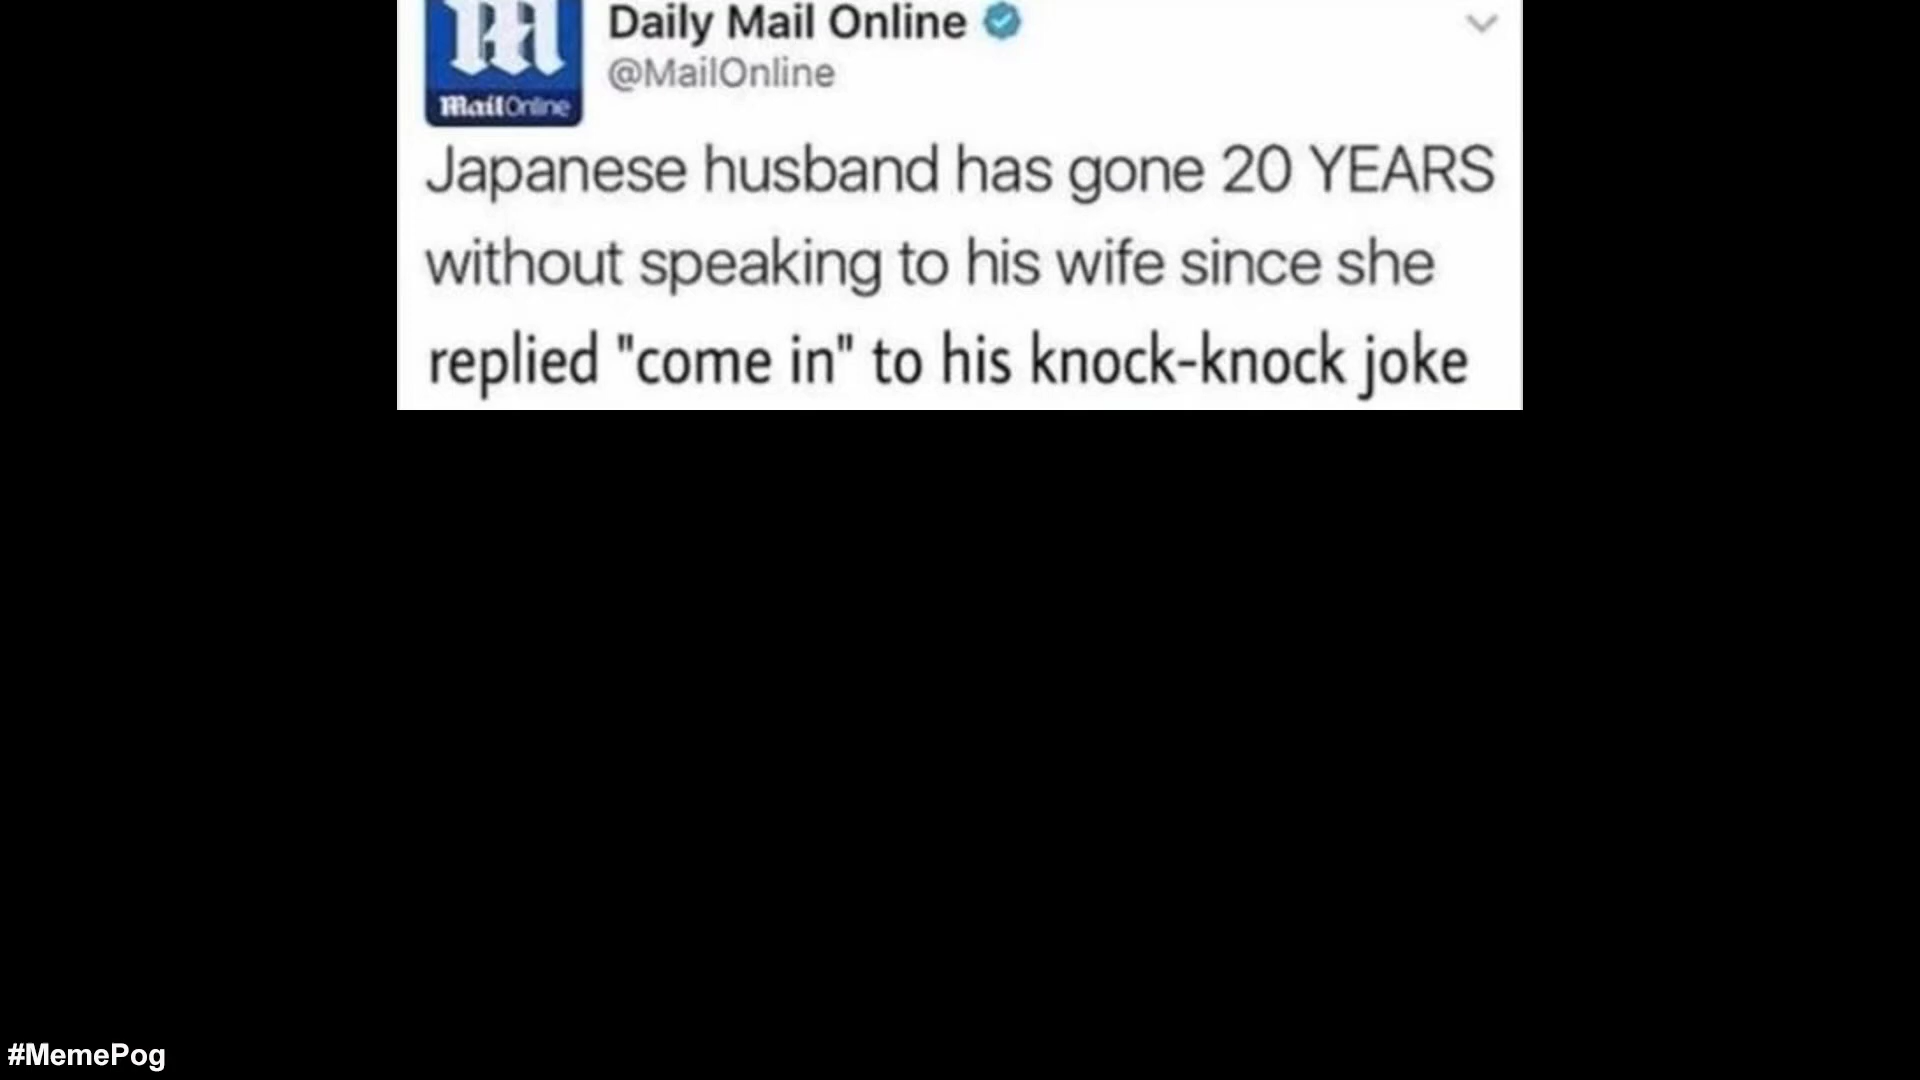 Daily Mail Online
@MailOnline
MailOnline
Japanese husband has gone 20 YEARS
without speaking to his wife since she
replied "come in" to his knock-knock joke
#MemePog